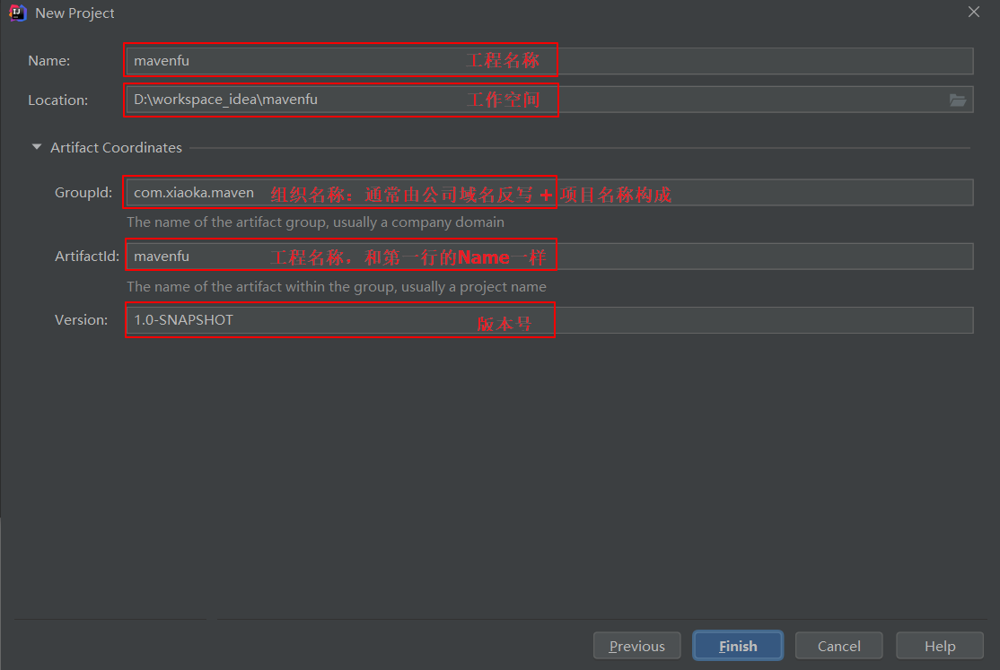 New Project
Name: mavenfu 工程名称
Location: D:\workspace_idea\mavenfu 工作空间
Artifact Coordinates
GroupId: com.xiaoka.maven 组织名称：通常由公司域名反写 + 项目名称构成
The name of the artifact group, usually a company domain
ArtifactId: mavenfu 工程名称，和第一行的Name一样
The name of the artifact within the group, usually a project name
Version: 1.0-SNAPSHOT 版本号
Previous Finish Cancel Help